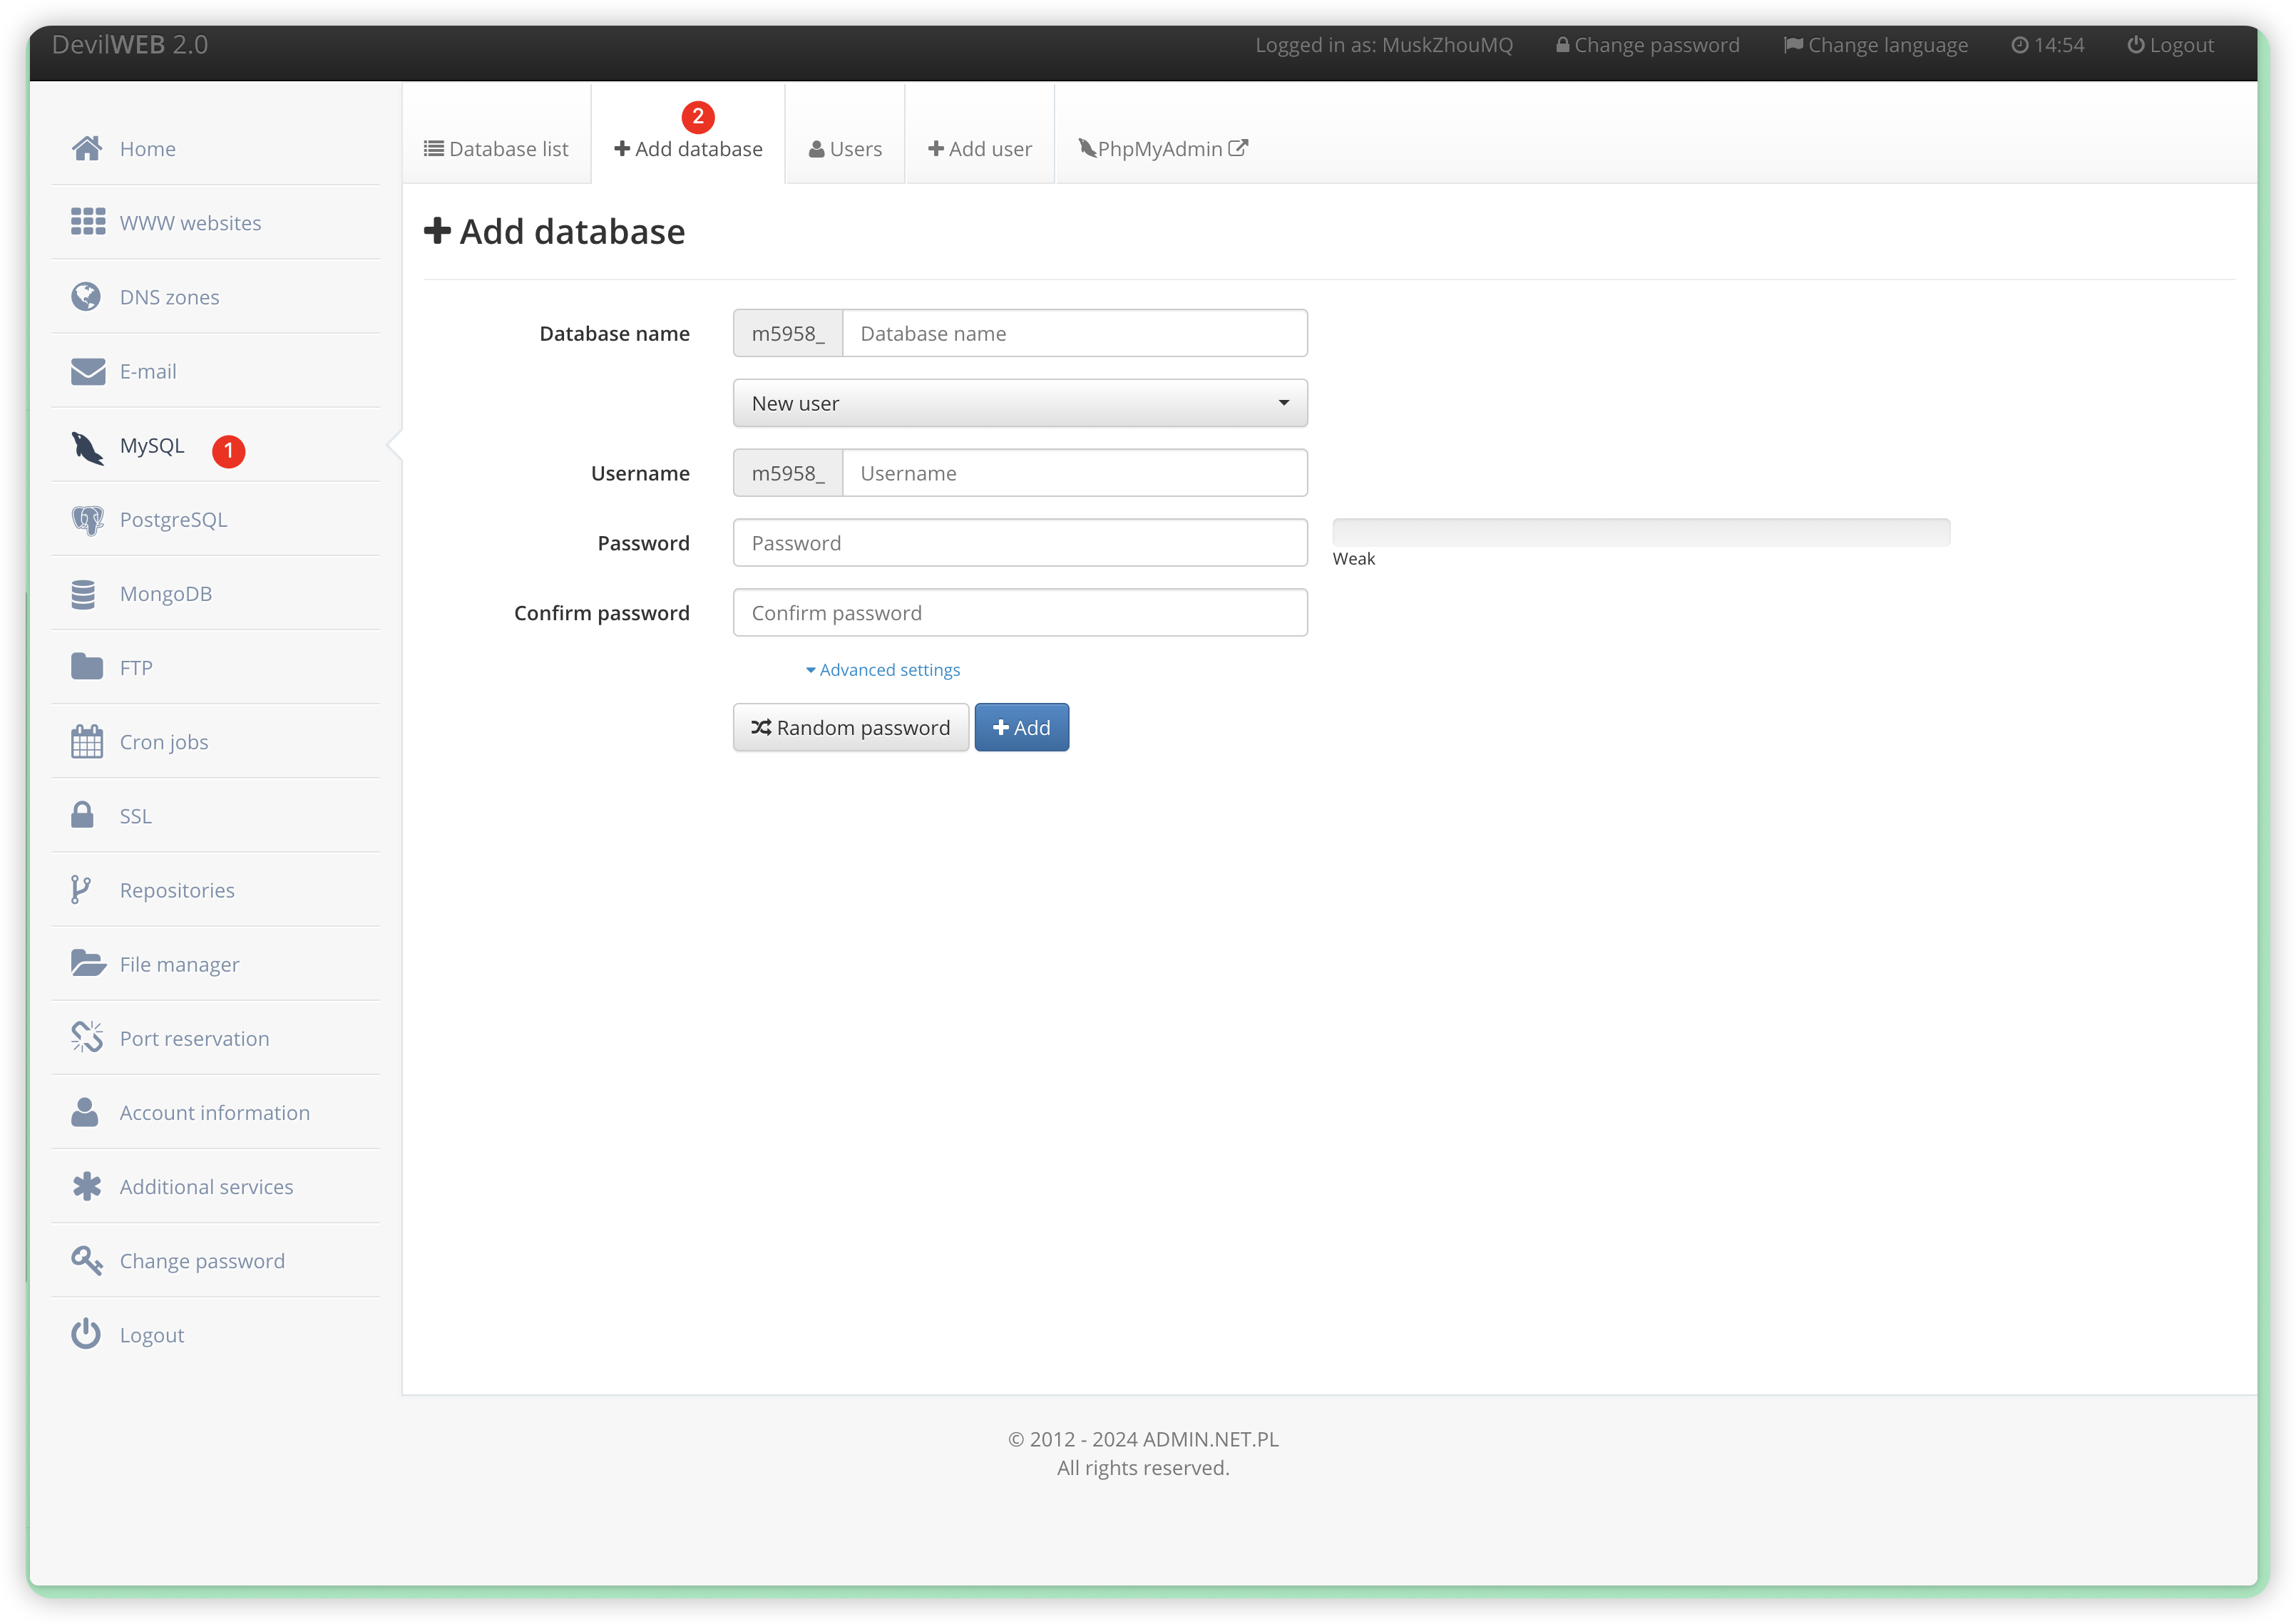 DevilWEB 2.0
Logged in as: MuskZhouMQ Change password Change language 14:54 Logout
Home
WWW websites
DNS zones
E-mail
MySQL 1
PostgreSQL
MongoDB
FTP
Cron jobs
SSL
Repositories
File manager
Port reservation
Account information
Additional services
Change password
Logout
2
Database list Add database Users Add user PhpMyAdmin
Add database
Database name m5958_ Database name
New user
Username m5958_ Username
Password Password
Weak
Confirm password Confirm password
Advanced settings
Random password Add
© 2012 - 2024 ADMIN.NET.PL
All rights reserved.